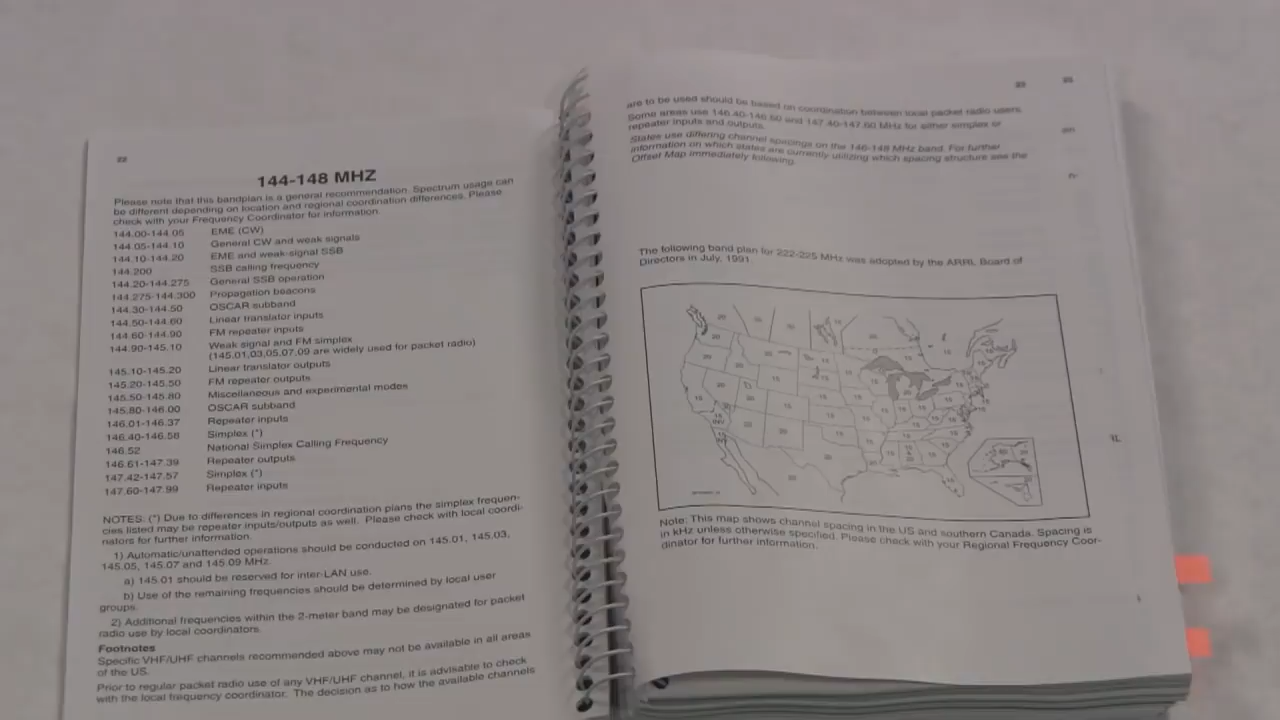 22
144-148 MHZ
Please note that this bandplan is a general recommendation. Spectrum usage can
be different depending on location and regional coordination differences. Please
check with your Frequency Coordinator for information.
144.00-144.05 EME (CW)
144.05-144.10 General CW and weak signals
144.10-144.20 EME and weak-signal SSB
144.200 SSB calling frequency
144.20-144.275 General SSB operation
144.275-144.300 Propagation beacons
144.30-144.50 OSCAR subband
144.50-144.60 Linear translator inputs
144.60-144.90 FM repeater inputs
144.90-145.10 Weak signal and FM simplex
(145.01,03,05,07,09 are widely used for packet radio)
145.10-145.20 Linear translator outputs
145.20-145.50 FM repeater outputs
145.50-145.80 Miscellaneous and experimental modes
145.80-146.00 OSCAR subband
146.01-146.37 Repeater inputs
146.40-146.58 Simplex (*)
146.52 National Simplex Calling Frequency
146.61-147.39 Repeater outputs
147.42-147.57 Simplex (*)
147.60-147.99 Repeater inputs
NOTES: (*) Due to differences in regional coordination plans the simplex frequen-
cies listed may be repeater inputs/outputs as well. Please check with local coordi-
nators for further information.
1) Automatic/unattended operations should be conducted on 145.01, 145.03,
145.05, 145.07 and 145.09 MHz.
a) 145.01 should be reserved for inter-LAN use.
b) Use of the remaining frequencies should be determined by local user
groups.
2) Additional frequencies within the 2-meter band may be designated for packet
radio use by local coordinators.
Footnotes
Specific VHF/UHF channels recommended above may not be available in all areas
of the US.
Prior to regular packet radio use of any VHF/UHF channel, it is advisable to check
with the local frequency coordinator. The decision as to how the available channels
are to be used should be based on coordination between local packet radio users.
Some areas use 146.40-146.60 and 147.40-147.60 MHz for either simplex or
repeater inputs and outputs.
States use differing channel spacings on the 146-148 MHz band. For further
information on which states are currently utilizing which spacing structure see the
Offset Map immediately following.
The following band plan for 222-225 MHz was adopted by the ARRL Board of
Directors in July, 1991.
Note: This map shows channel spacing in the US and southern Canada. Spacing is
in kHz unless otherwise specified. Please check with your Regional Frequency Coor-
dinator for further information.